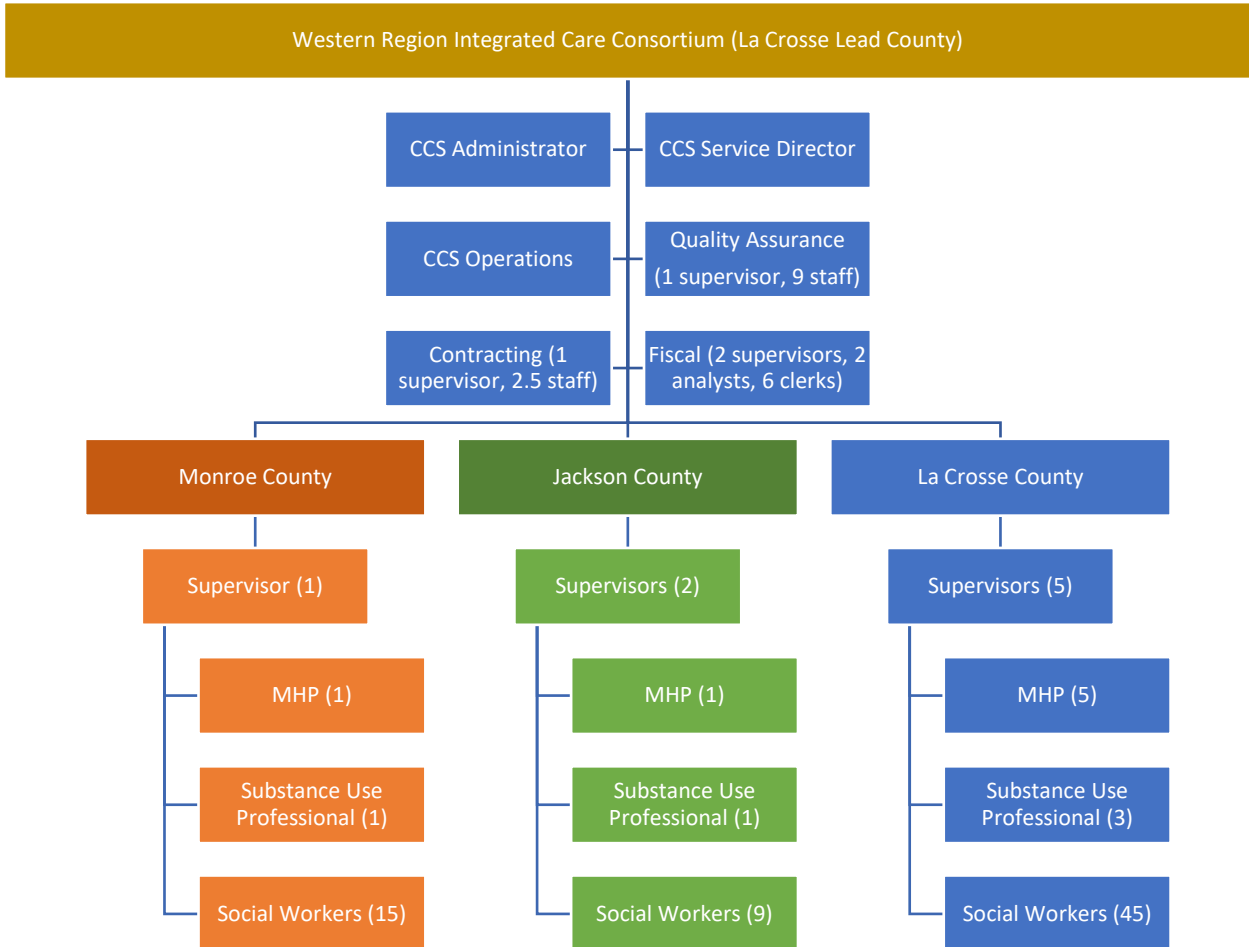 Western Region Integrated Care Consortium (La Crosse Lead County)
CCS Administrator
CCS Service Director
CCS Operations
Quality Assurance
(1 supervisor, 9 staff)
Contracting (1
supervisor, 2.5 staff)
Fiscal (2 supervisors, 2
analysts, 6 clerks)
Monroe County
Jackson County
La Crosse County
Supervisor (1)
Supervisors (2)
Supervisors (5)
MHP (1)
MHP (1)
MHP (5)
Substance Use
Professional (1)
Substance Use
Professional (1)
Substance Use
Professional (3)
Social Workers (15)
Social Workers (9)
Social Workers (45)